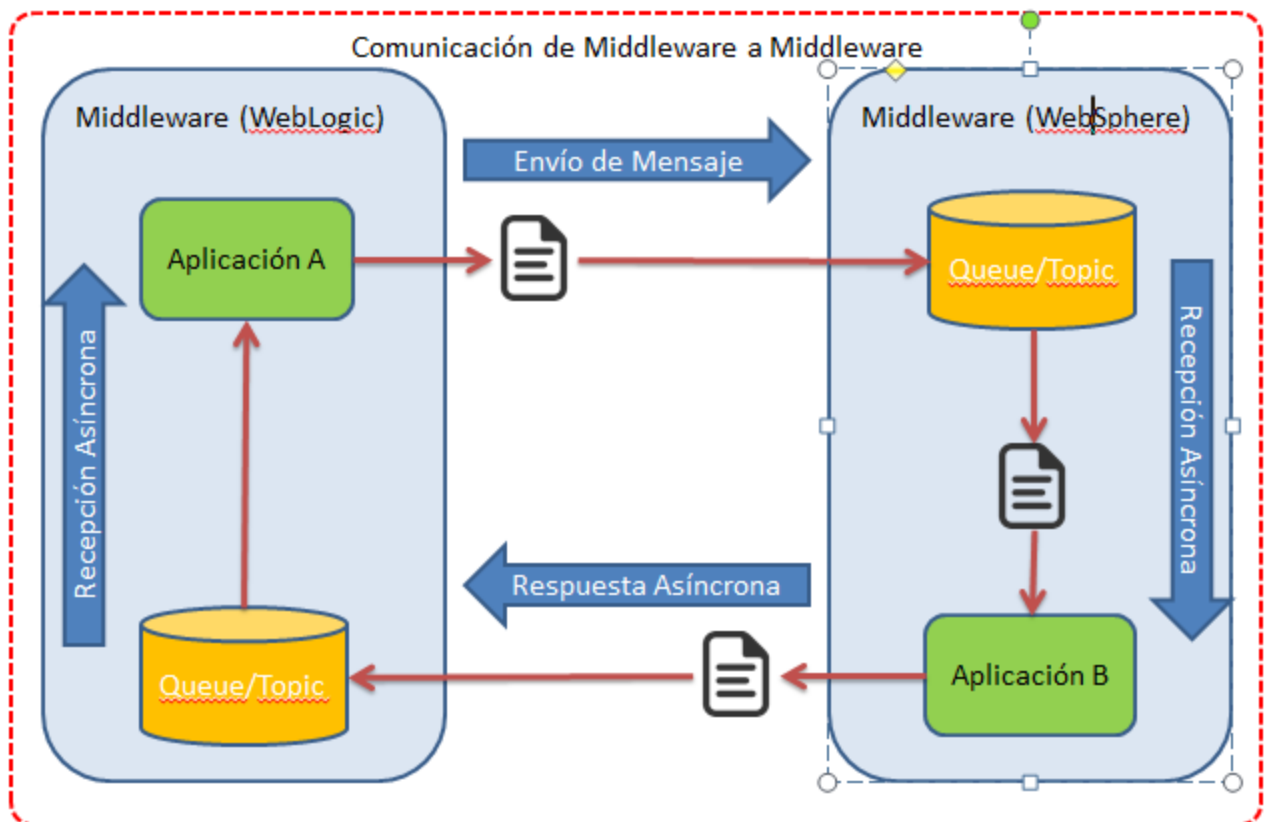 Comunicación de Middleware a Middleware
Middleware (WebLogic)
Middleware (WebSphere)
Envío de Mensaje
Aplicación A
Queue/Topic
Recepción Asíncrona
Recepción Asíncrona
Respuesta Asíncrona
Queue/Topic
Aplicación B